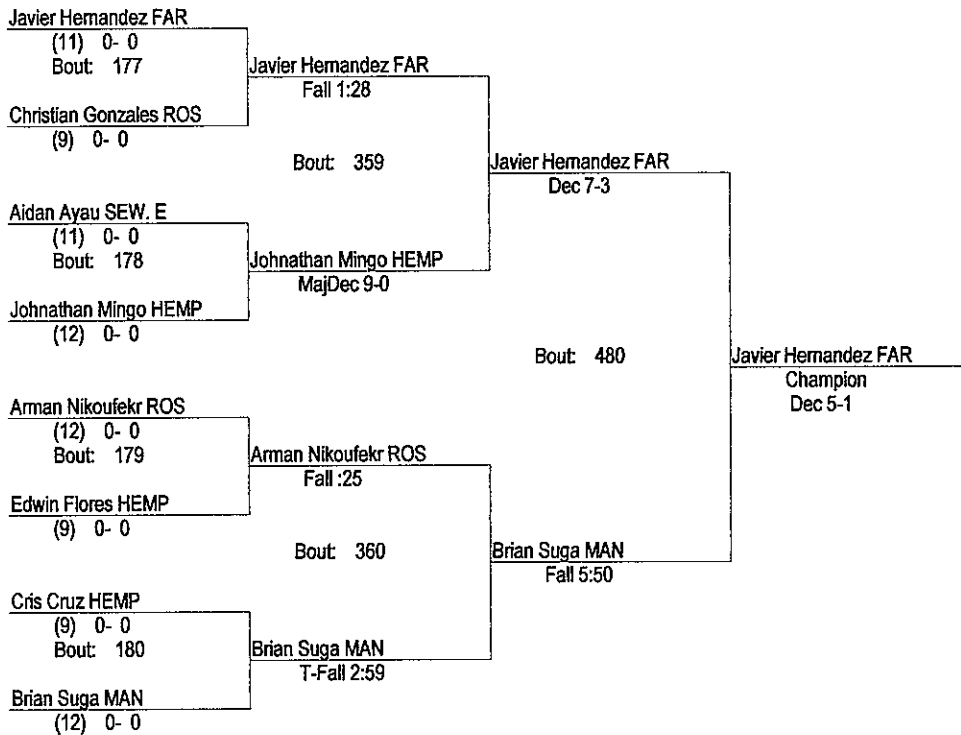 Javier Hernandez FAR
(11) 0- 0
Bout: 177
Christian Gonzales ROS
(9) 0- 0
Aidan Ayau SEW. E
(11) 0- 0
Bout: 178
Johnathan Mingo HEMP
(12) 0- 0
Arman Nikoufekr ROS
(12) 0- 0
Bout: 179
Edwin Flores HEMP
(9) 0- 0
Cris Cruz HEMP
(9) 0- 0
Bout: 180
Brian Suga MAN
(12) 0- 0
Javier Hernandez FAR
Fall 1:28
Bout: 359
Johnathan Mingo HEMP
MajDec 9-0
Arman Nikoufekr ROS
Fall :25
Bout: 360
Brian Suga MAN
T-Fall 2:59
Javier Hernandez FAR
Dec 7-3
Bout: 480
Brian Suga MAN
Fall 5:50
Javier Hernandez FAR
Champion
Dec 5-1